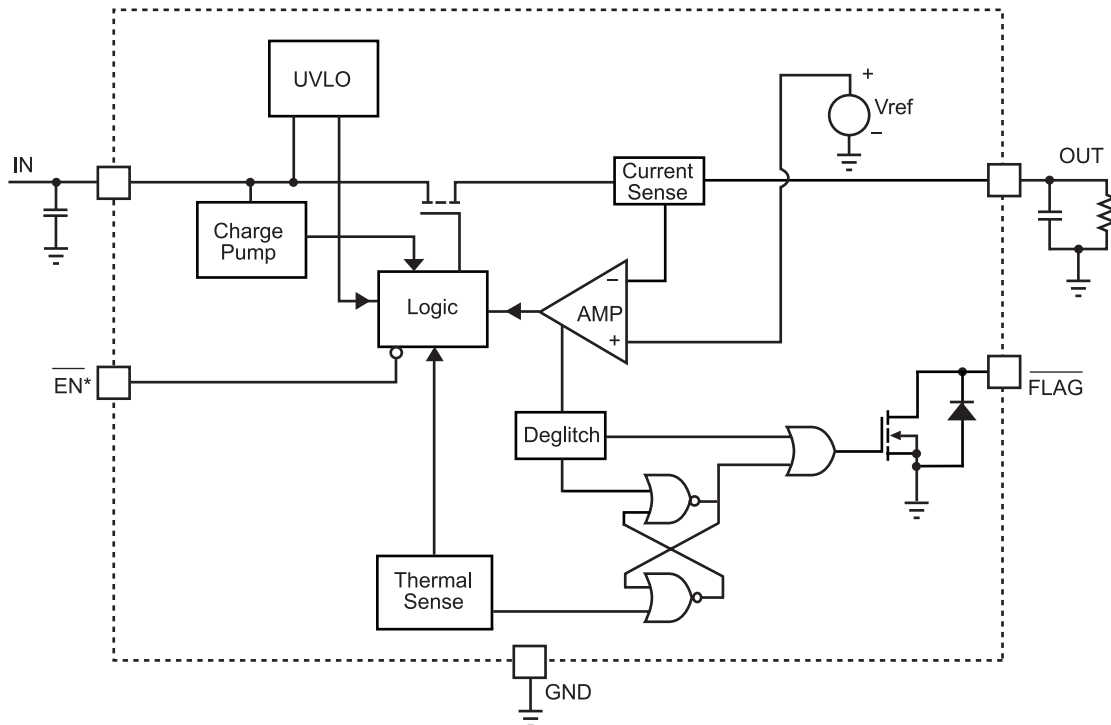 UVLO
+
Vref
−
IN
Current
Sense
OUT
Charge
Pump
−
Logic
AMP
+
EN*
FLAG
Deglitch
Thermal
Sense
GND